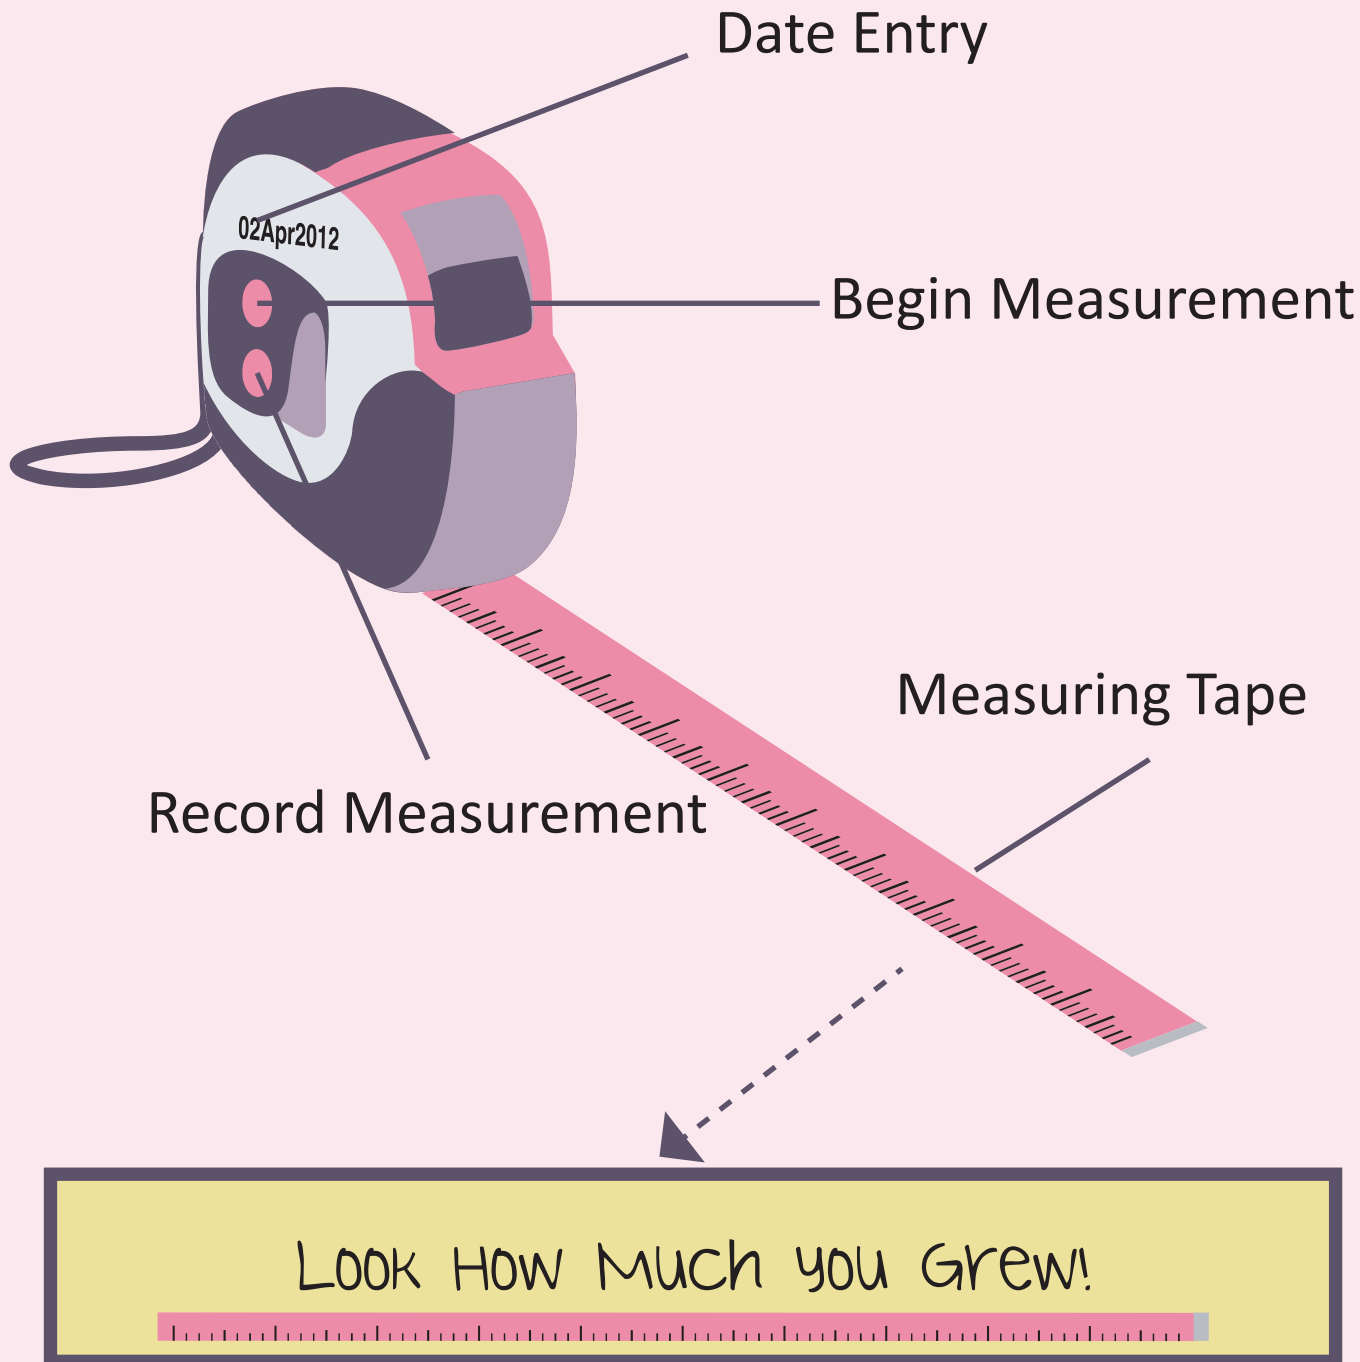 Date Entry
02Apr2012
Begin Measurement
Measuring Tape
Record Measurement
Look How Much you Grew!